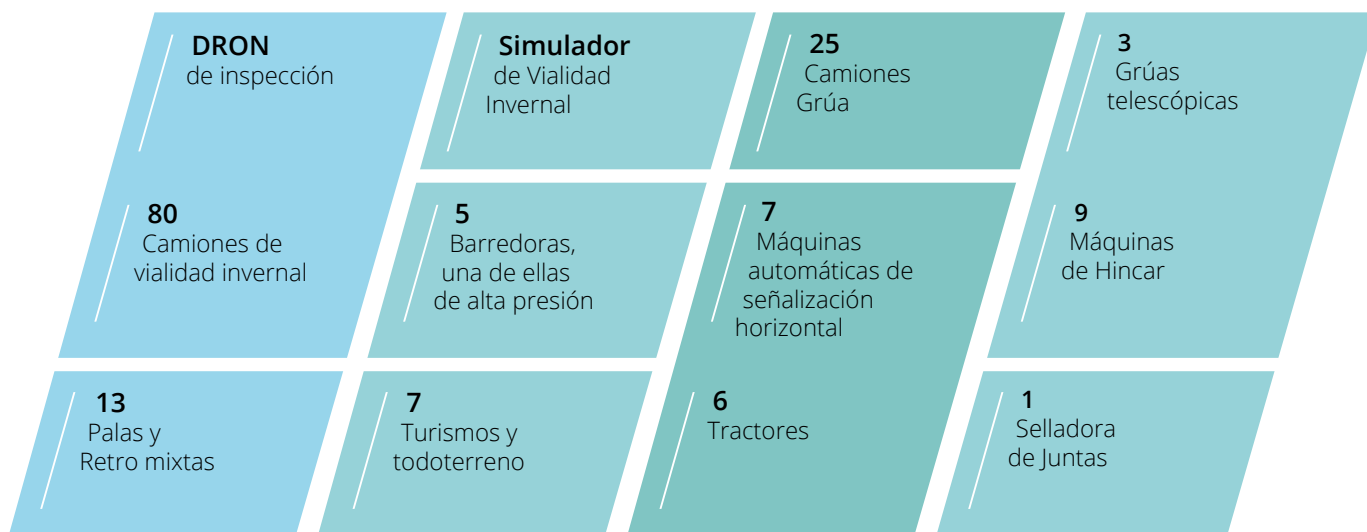 DRON
de inspección
Simulador
de Vialidad
Invernal
25
Camiones
Grúa
3
Grúas
telescópicas
80
Camiones de
vialidad invernal
5
Barredoras,
una de ellas
de alta presión
7
Máquinas
automáticas de
señalización
horizontal
9
Máquinas
de Hincar
13
Palas y
Retro mixtas
7
Turismos y
todoterreno
6
Tractores
1
Selladora
de Juntas